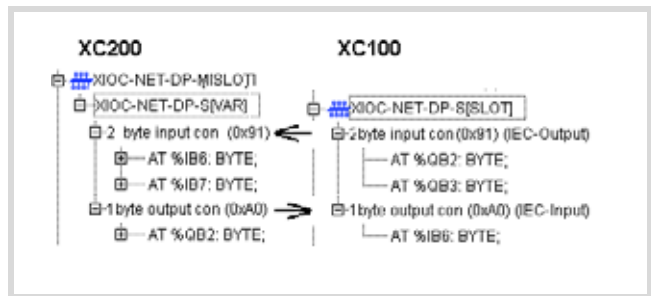 XC200
XIOC-NET-DP-M[SLOT]
XIOC-NET-DP-S[VAR]
2 byte input con (0x91)
AT %IB6: BYTE;
AT %IB7: BYTE;
1byte output con (0xA0)
AT %QB2: BYTE;
XC100
XIOC-NET-DP-S[SLOT]
2byte input con (0x91) (IEC-Output)
AT %QB2: BYTE;
AT %QB3: BYTE;
1byte output con (0xA0) (IEC-Input)
AT %IB6: BYTE;